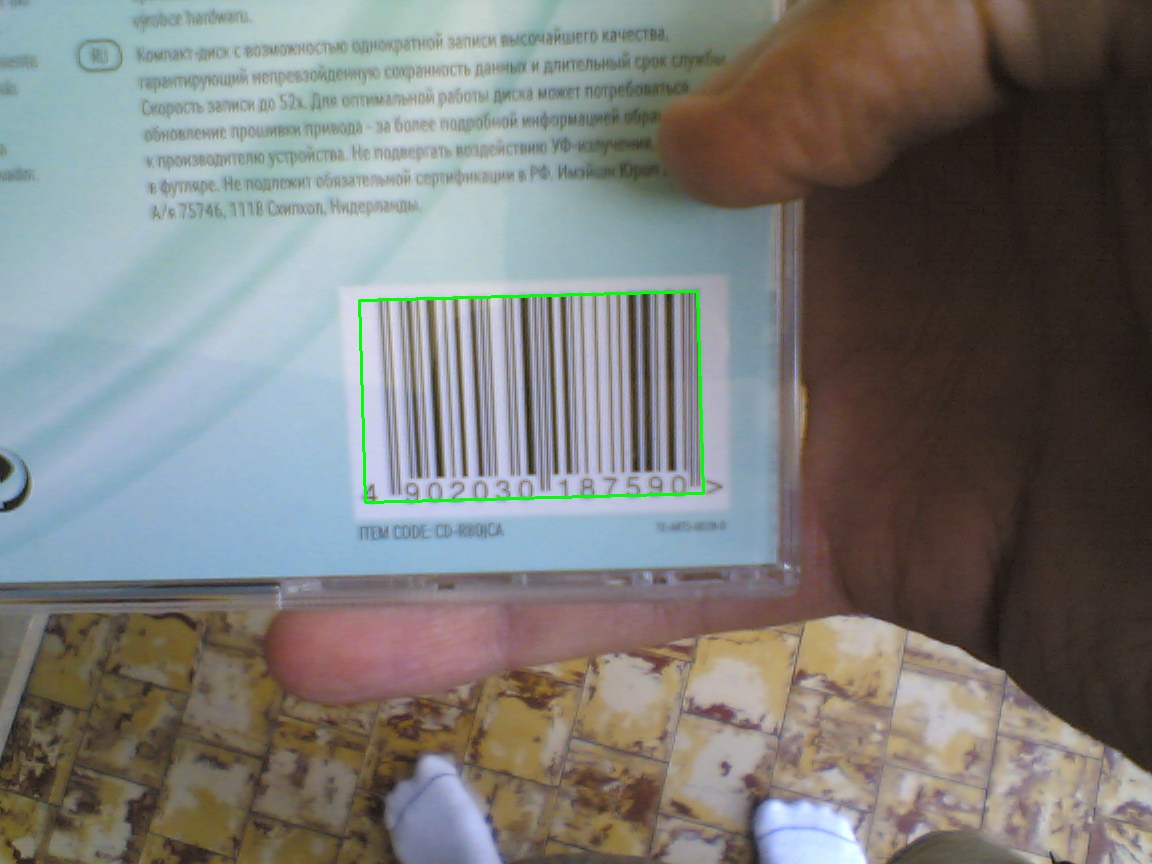 výrobce hardwaru.
RU
Компакт-диск с возможностью однократной записи высочайшего качества,
гарантирующий непревзойденную сохранность данных и длительный срок службы
Скорость записи до 52x. Для оптимальной работы диска может потребоваться
обновление прошивки привода - за более подробной информацией обра
к производителю устройства. Не подвергать воздействию УФ-излучения,
в футляре. Не подлежит обязательной сертификации в РФ. Имэйшн Юроп
А/я 75746, 1118 Схипхол, Нидерланды.
4 902030 187590 >
ITEM CODE: CD-R80JCA